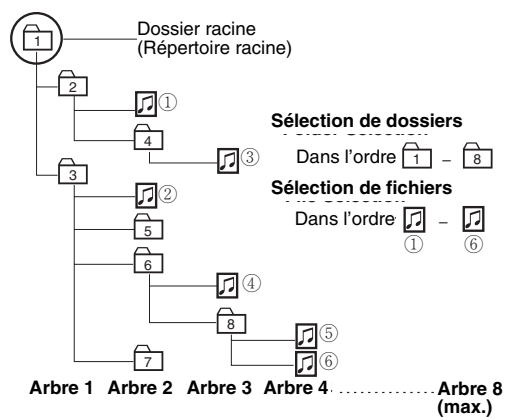 Dossier racine
(Répertoire racine)
1
2
①
4
③
3
②
5
6
④
8
⑤
⑥
7
Sélection de dossiers
Dans l'ordre 1 – 8
Sélection de fichiers
Dans l'ordre –
① ⑥
Arbre 1 Arbre 2 Arbre 3 Arbre 4 ............... Arbre 8
(max.)